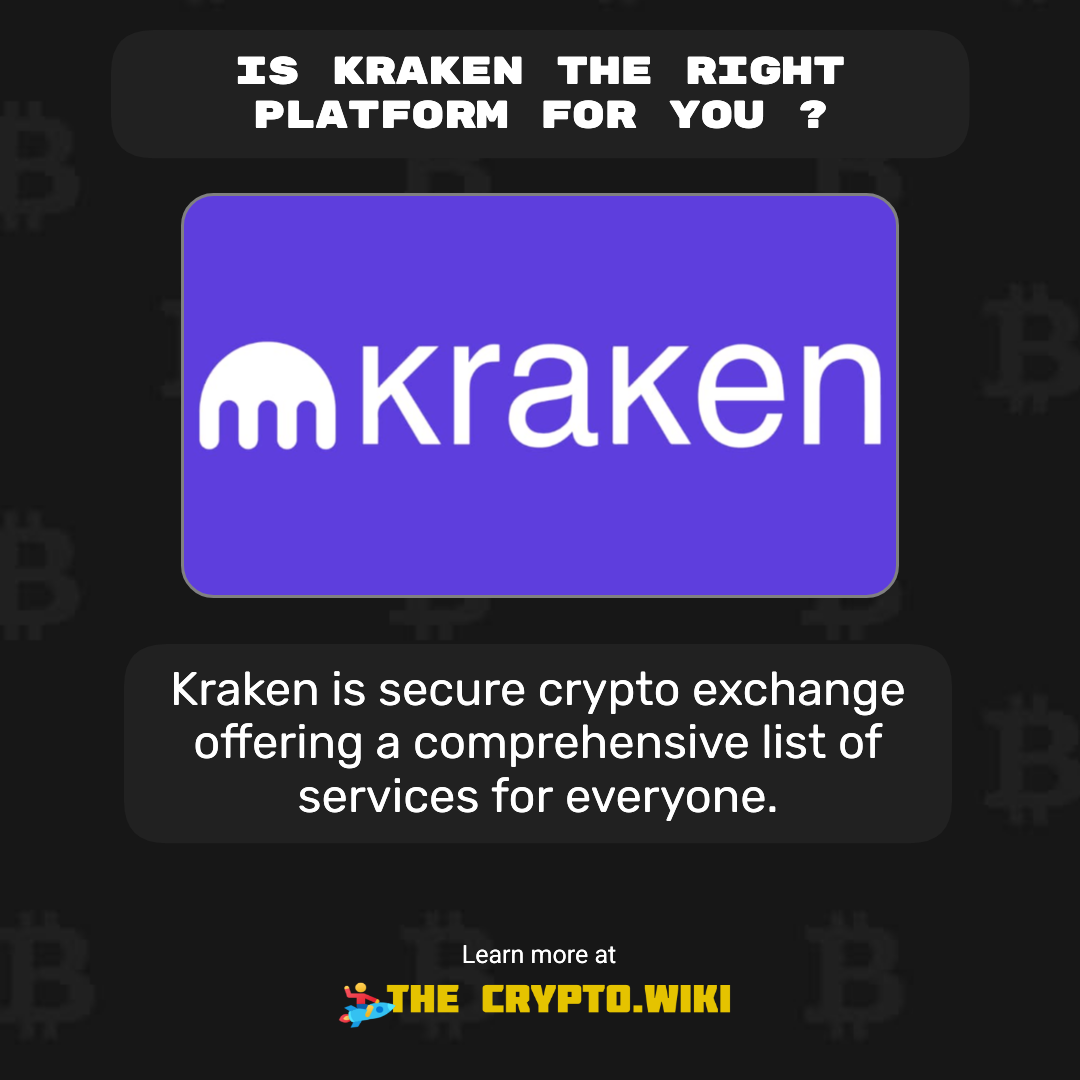 IS KRAKEN THE RIGHT
PLATFORM FOR YOU ?
kraken
Kraken is secure crypto exchange
offering a comprehensive list of
services for everyone.
Learn more at
THE CRYPTO.WIKI